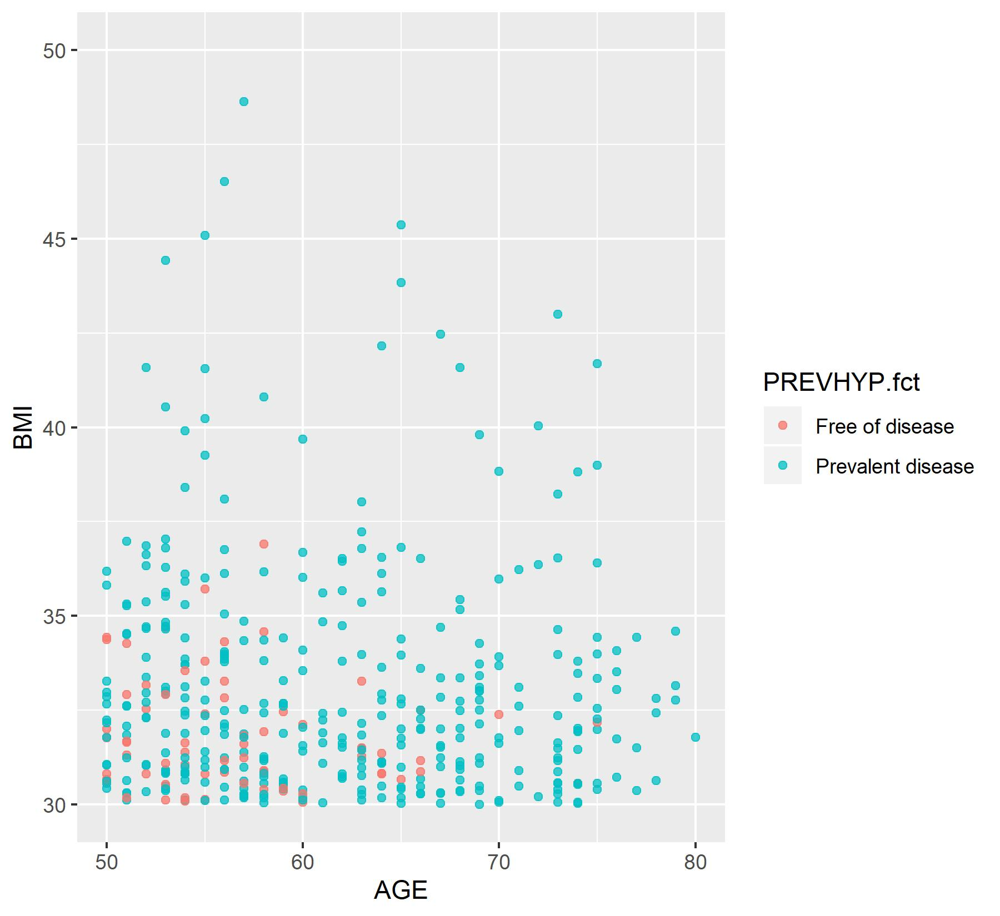 50
45
40
35
30
BMI
50 60 70 80
AGE
PREVHYP.fct
Free of disease
Prevalent disease